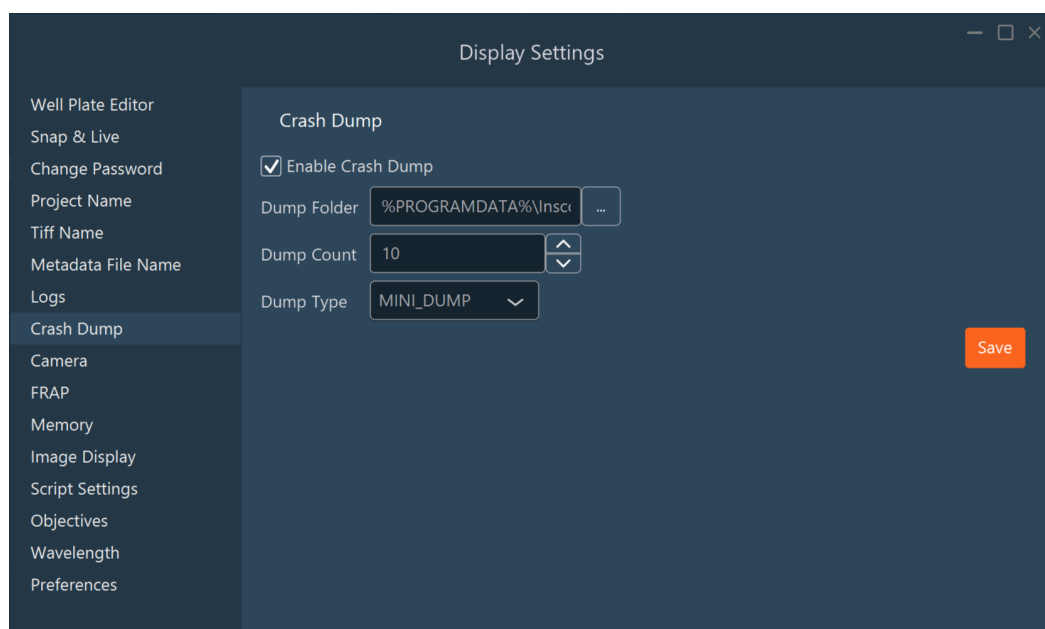 Display Settings
Well Plate Editor
Snap & Live
Change Password
Project Name
Tiff Name
Metadata File Name
Logs
Crash Dump
Camera
FRAP
Memory
Image Display
Script Settings
Objectives
Wavelength
Preferences
Crash Dump
Enable Crash Dump
Dump Folder %PROGRAMDATA%\Insc ...
Dump Count 10
Dump Type MINI_DUMP
Save